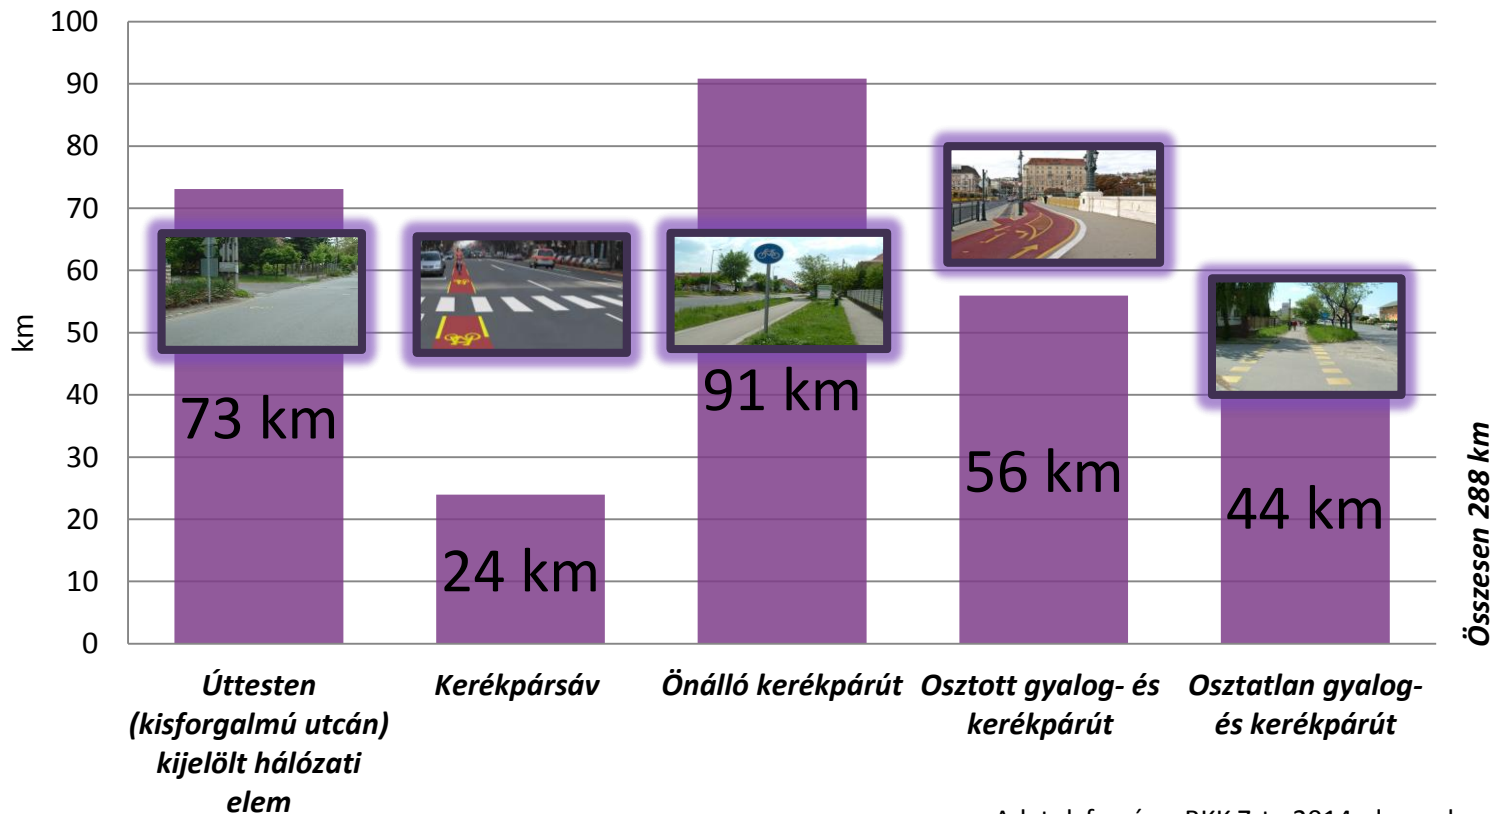 100
90
80
70
60
50
40
30
20
10
0
km
73 km
24 km
91 km
56 km
44 km
Úttesten
(kisforgalmú utcán)
kijelölt hálózati
elem
Kerékpársáv
Önálló kerékpárút
Osztott gyalog- és
kerékpárút
Osztatlan gyalog-
és kerékpárút
Összesen 288 km